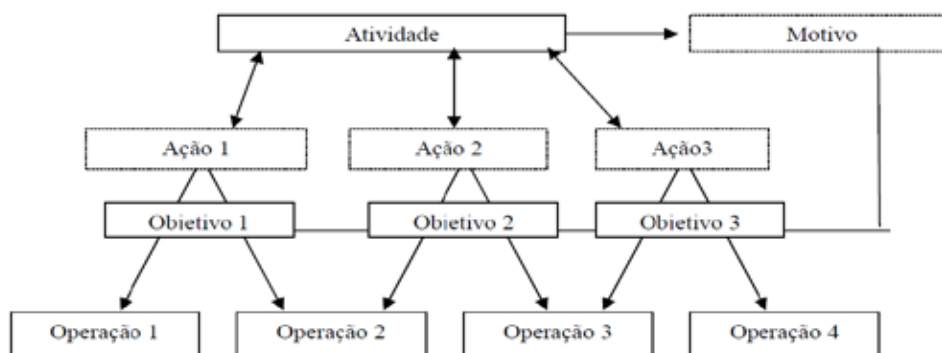 Atividade
Motivo
Ação 1
Ação 2
Ação3
Objetivo 1
Objetivo 2
Objetivo 3
Operação 1
Operação 2
Operação 3
Operação 4